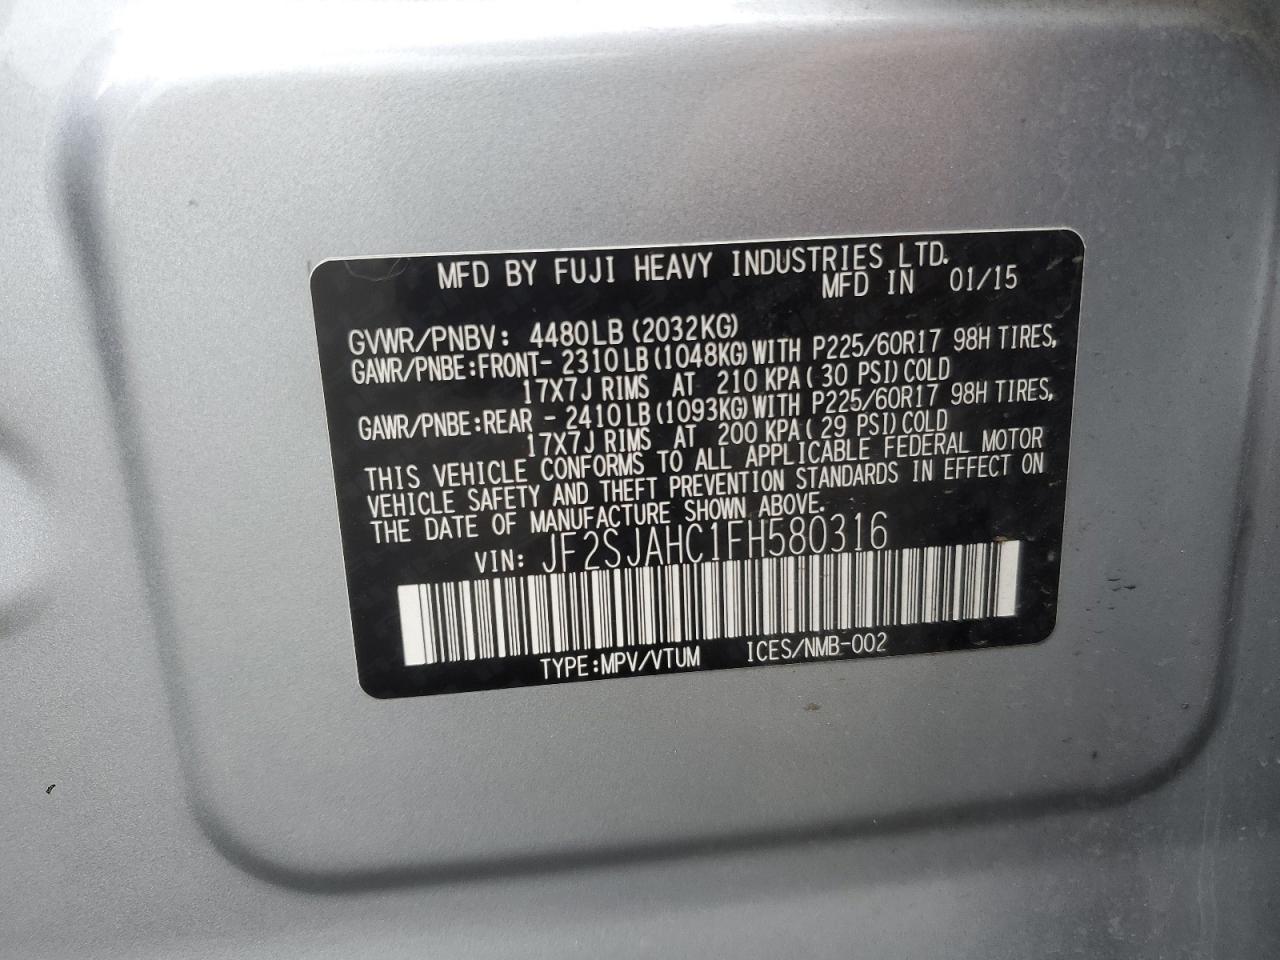 MFD BY FUJI HEAVY INDUSTRIES LTD.
MFD IN 01/15
GVWR/PNBV: 4480LB (2032KG)
GAWR/PNBE:FRONT- 2310LB (1048KG) WITH P225/60R17 98H TIRES,
17X7J RIMS AT 210 KPA ( 30 PSI) COLD
GAWR/PNBE:REAR - 2410LB (1093KG) WITH P225/60R17 98H TIRES,
17X7J RIMS AT 200 KPA ( 29 PSI) COLD
THIS VEHICLE CONFORMS TO ALL APPLICABLE FEDERAL MOTOR
VEHICLE SAFETY AND THEFT PREVENTION STANDARDS IN EFFECT ON
THE DATE OF MANUFACTURE SHOWN ABOVE.
VIN: JF2SJAHC1FH580316
TYPE:MPV/VTUM ICES/NMB-002